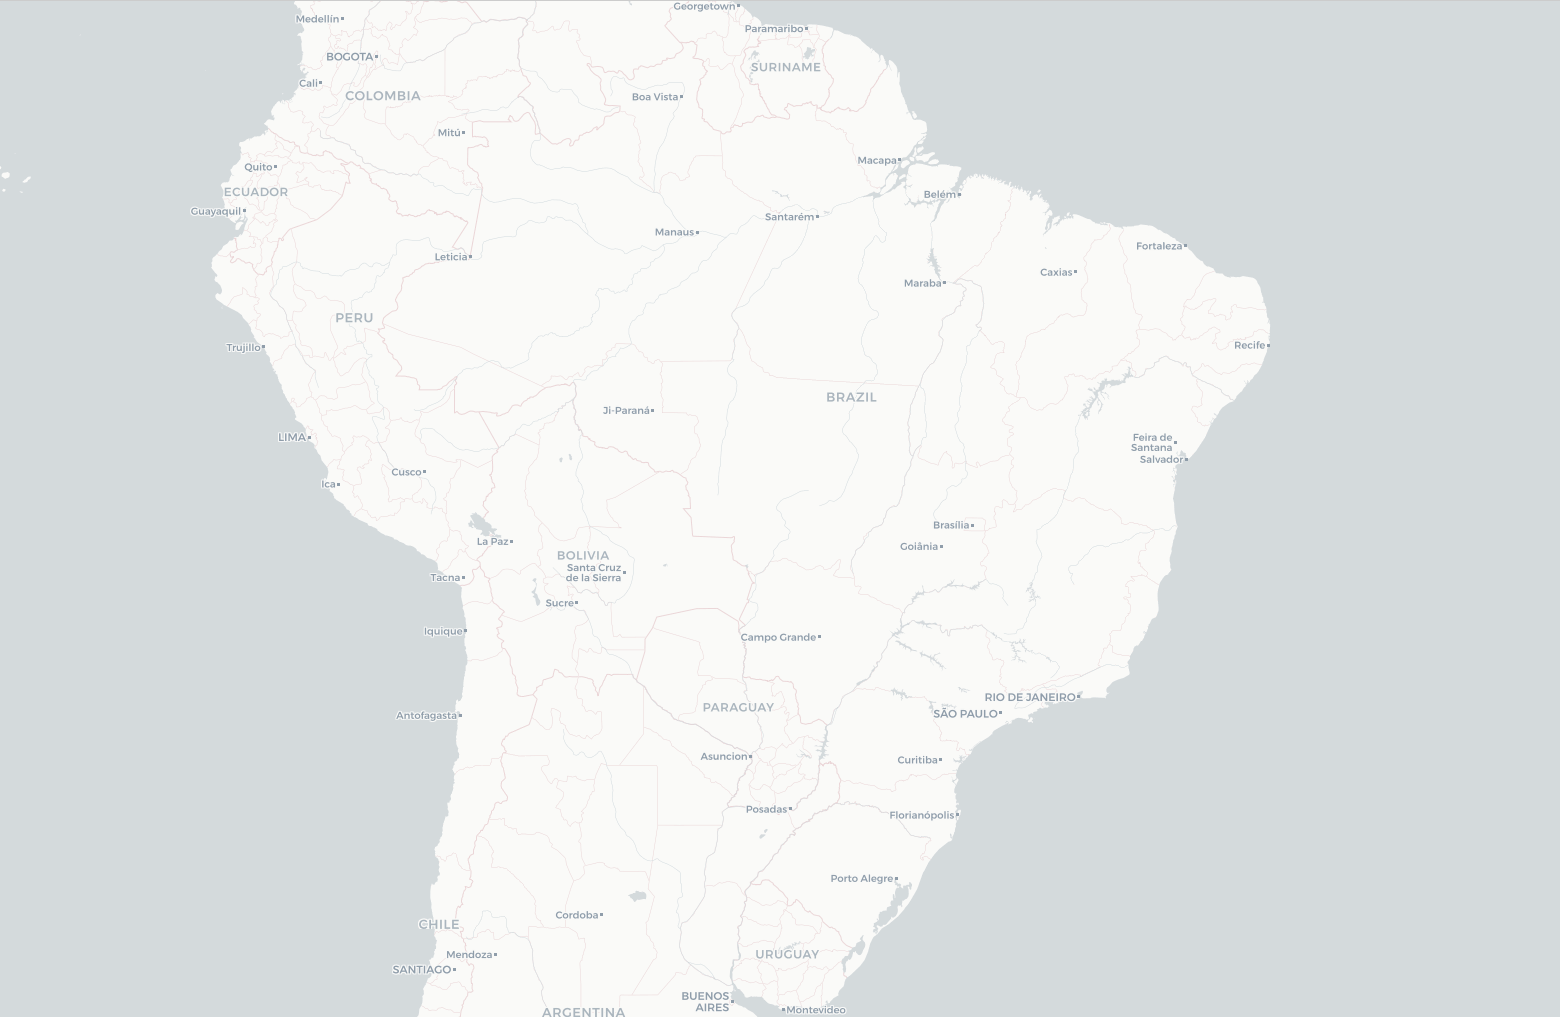 Georgetown
Medellín
Paramaribo
BOGOTA
SURINAME
Cali
COLOMBIA
Boa Vista
Mitú
Macapa
Quito
ECUADOR
Belém
Guayaquil
Santarém
Manaus
Fortaleza
Leticia
Caxias
Maraba
PERU
Trujillo
Recife
BRAZIL
Ji-Paraná
LIMA
Feira de
Santana
Salvador
Cusco
Ica
Brasília
La Paz
Goiânia
BOLIVIA
Santa Cruz
de la Sierra
Tacna
Sucre
Iquique
Campo Grande
RIO DE JANEIRO
PARAGUAY
SÃO PAULO
Antofagasta
Asuncion
Curitiba
Posadas
Florianópolis
Porto Alegre
Cordoba
CHILE
Mendoza
URUGUAY
SANTIAGO
BUENOS
AIRES
Montevideo
ARGENTINA